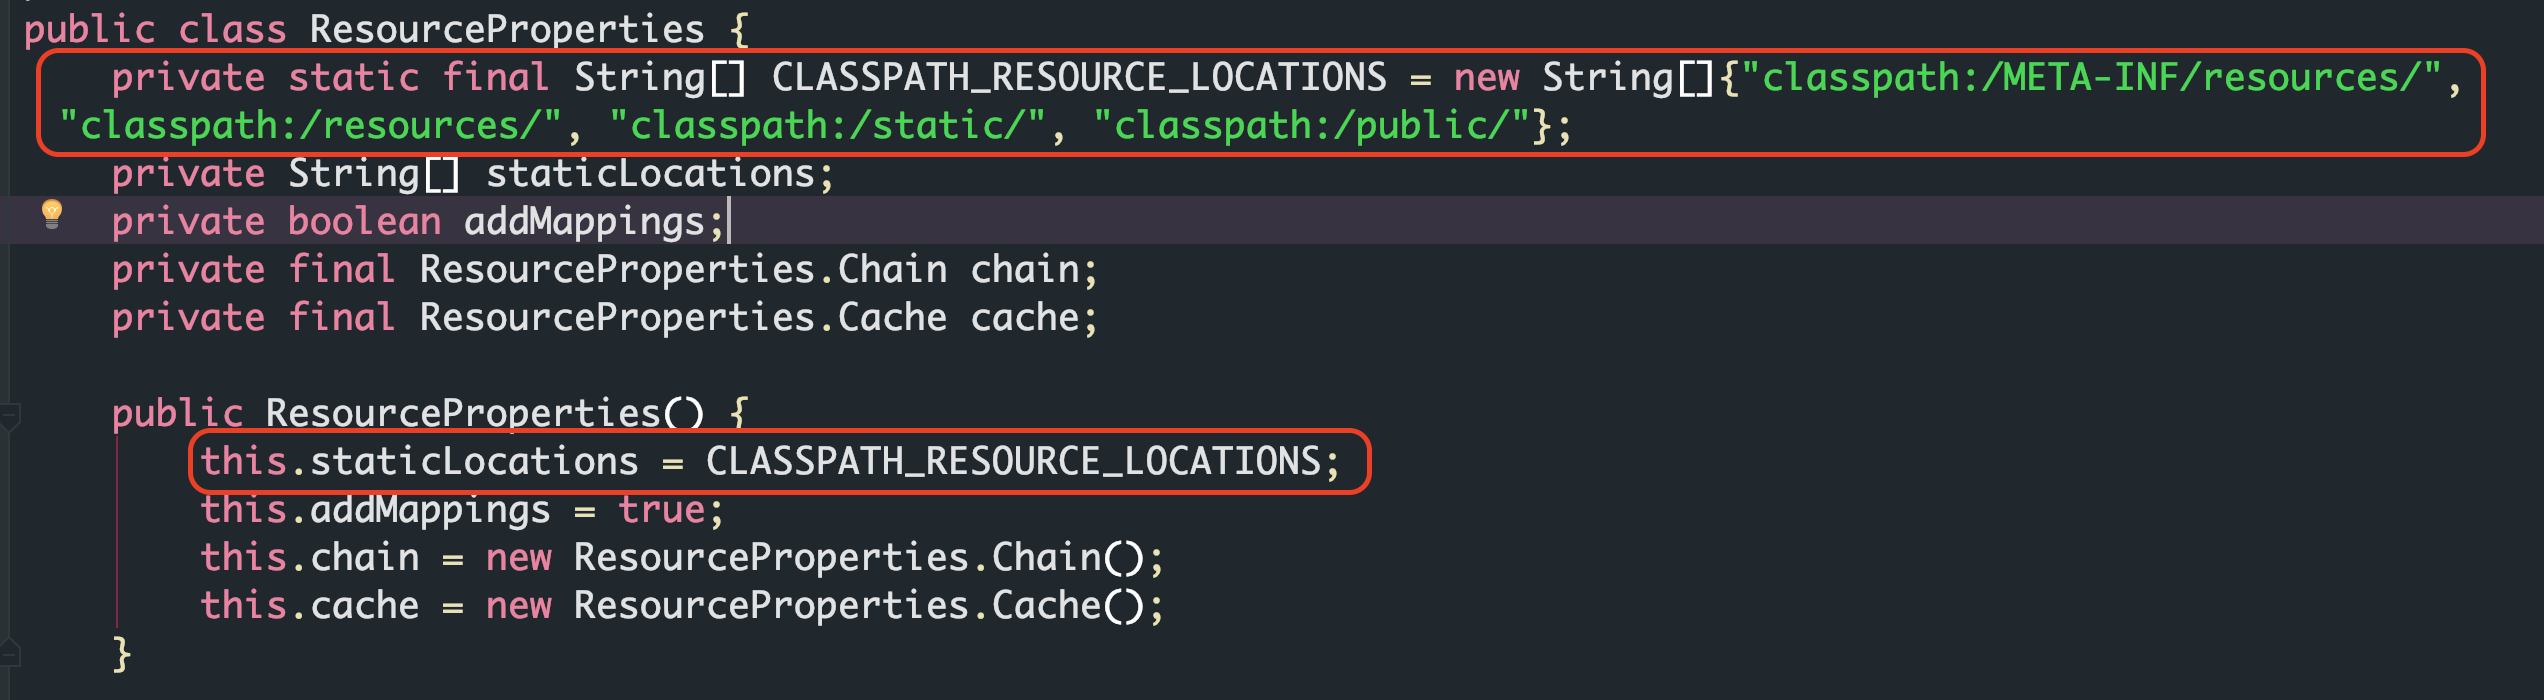 public class ResourceProperties {
private static final String[] CLASSPATH_RESOURCE_LOCATIONS = new String[]{"classpath:/META-INF/resources/",
"classpath:/resources/", "classpath:/static/", "classpath:/public/"};
private String[] staticLocations;
private boolean addMappings;
private final ResourceProperties.Chain chain;
private final ResourceProperties.Cache cache;
public ResourceProperties() {
this.staticLocations = CLASSPATH_RESOURCE_LOCATIONS;
this.addMappings = true;
this.chain = new ResourceProperties.Chain();
this.cache = new ResourceProperties.Cache();
}